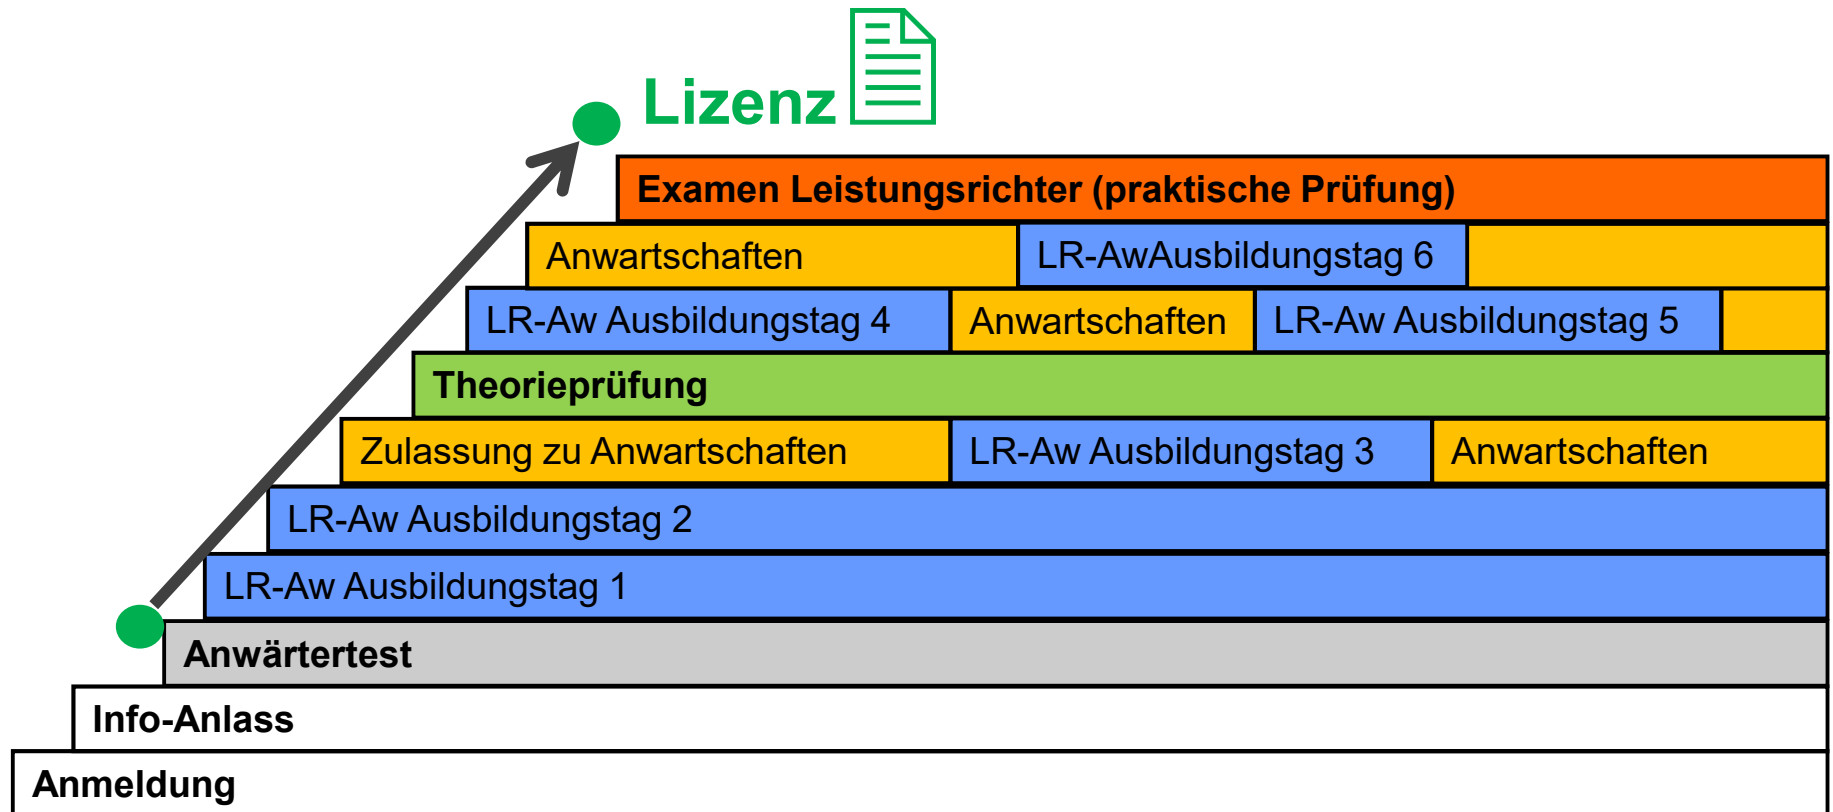 Lizenz
Examen Leistungsrichter (praktische Prüfung)
Anwartschaften LR-AwAusbildungstag 6
LR-Aw Ausbildungstag 4 Anwartschaften LR-Aw Ausbildungstag 5
Theorieprüfung
Zulassung zu Anwartschaften LR-Aw Ausbildungstag 3 Anwartschaften
LR-Aw Ausbildungstag 2
LR-Aw Ausbildungstag 1
Anwärtertest
Info-Anlass
Anmeldung